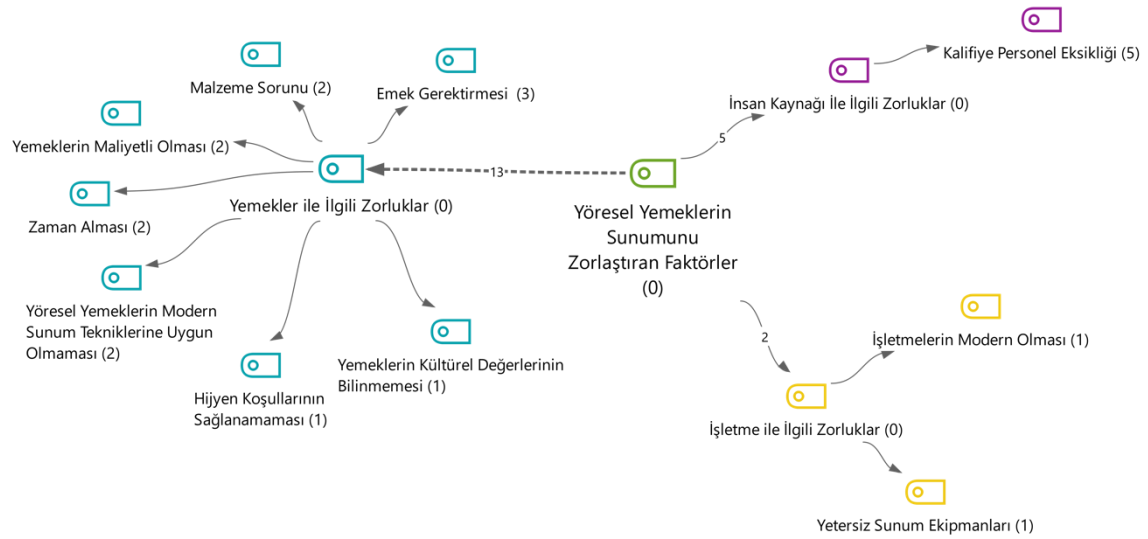 Kalifiye Personel Eksikliği (5)
Malzeme Sorunu (2)
Emek Gerektirmesi (3)
İnsan Kaynağı İle İlgili Zorluklar (0)
5
Yemeklerin Maliyetli Olması (2)
13
Yemekler ile İlgili Zorluklar (0)
Zaman Alması (2)
Yöresel Yemeklerin
Sunumunu
Zorlaştıran Faktörler
(0)
Yöresel Yemeklerin Modern
Sunum Tekniklerine Uygun
Olmaması (2)
Yemeklerin Kültürel Değerlerinin
Bilinmemesi (1)
Hijyen Koşullarının
Sağlanamaması (1)
2
İşletmelerin Modern Olması (1)
İşletme ile İlgili Zorluklar (0)
Yetersiz Sunum Ekipmanları (1)